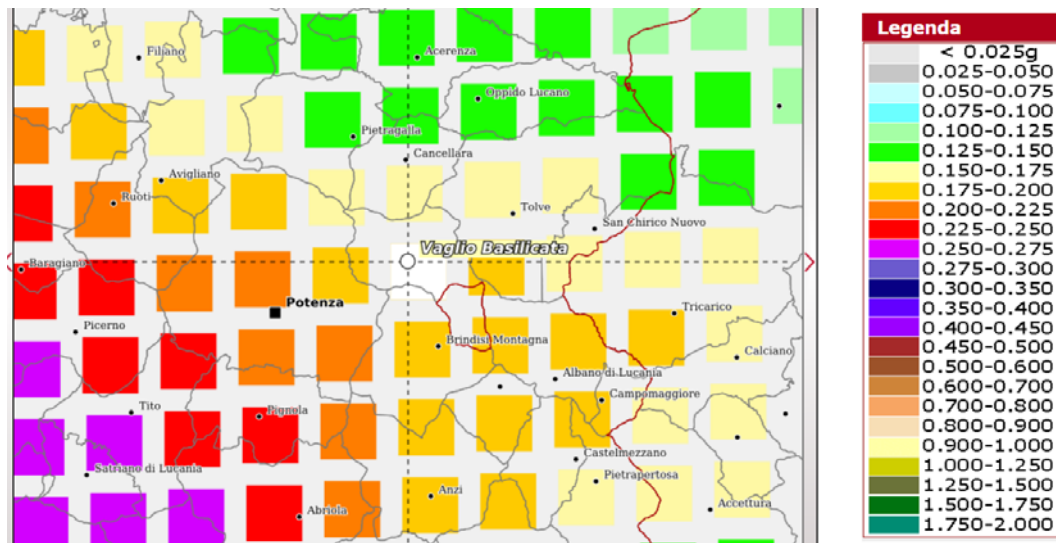 Filiano
Acerenza
Oppido Lucano
Pietragalla
Cancellara
Avigliano
Ruoti
Tolve
San Chirico Nuovo
Vaglio Basilicata
Baragiano
Potenza
Tricarico
Picerno
Brindisi Montagna
Calciano
Albano di Lucania
Campomaggiore
Tito
Pignola
Castelmezzano
Satriano di Lucania
Pietrapertosa
Anzi
Accettura
Abriola
Legenda
< 0.025g
0.025-0.050
0.050-0.075
0.075-0.100
0.100-0.125
0.125-0.150
0.150-0.175
0.175-0.200
0.200-0.225
0.225-0.250
0.250-0.275
0.275-0.300
0.300-0.350
0.350-0.400
0.400-0.450
0.450-0.500
0.500-0.600
0.600-0.700
0.700-0.800
0.800-0.900
0.900-1.000
1.000-1.250
1.250-1.500
1.500-1.750
1.750-2.000